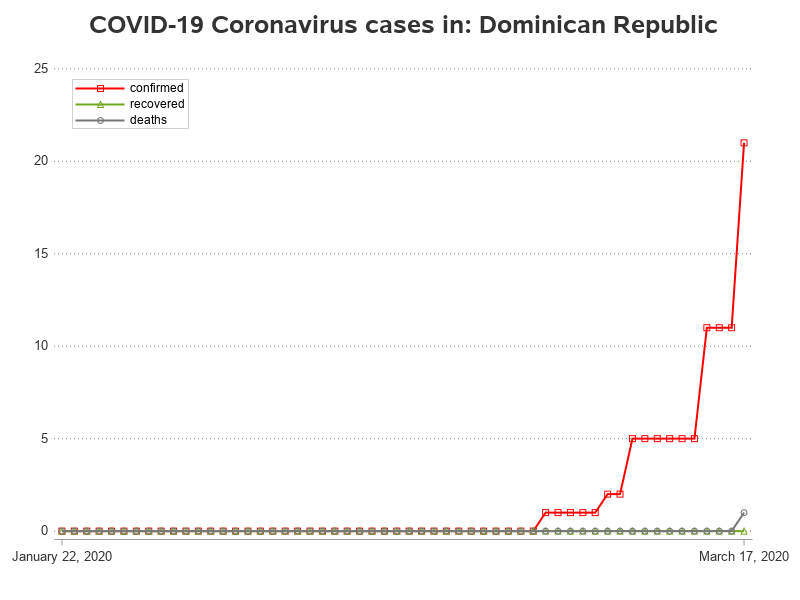 COVID-19 Coronavirus cases in: Dominican Republic
25
confirmed
recovered
deaths
20
15
10
5
0
January 22, 2020
March 17, 2020